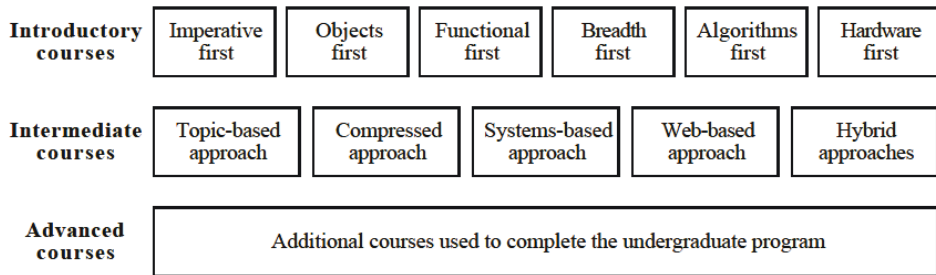 Introductory courses
Imperative first
Objects first
Functional first
Breadth first
Algorithms first
Hardware first
Intermediate courses
Topic-based approach
Compressed approach
Systems-based approach
Web-based approach
Hybrid approaches
Advanced courses
Additional courses used to complete the undergraduate program